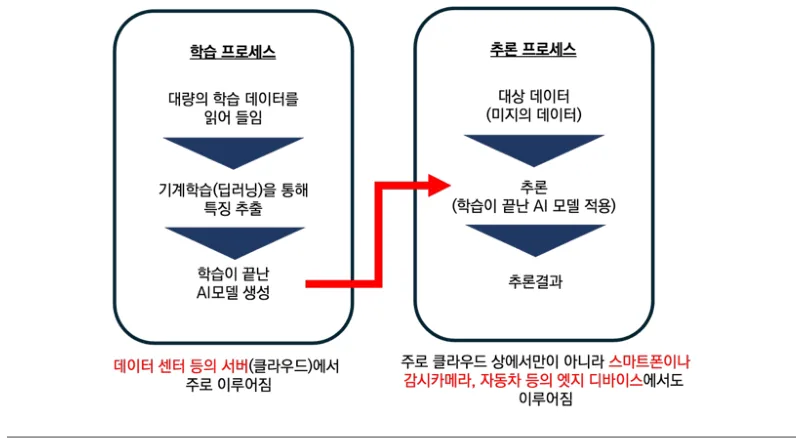 학습 프로세스
대량의 학습 데이터를
읽어 들임
기계학습(딥러닝)을 통해
특징 추출
학습이 끝난
AI모델 생성
데이터 센터 등의 서버(클라우드)에서
주로 이루어짐
추론 프로세스
대상 데이터
(미지의 데이터)
추론
(학습이 끝난 AI 모델 적용)
추론결과
주로 클라우드 상에서만이 아니라 스마트폰이나
감시카메라, 자동차 등의 엣지 디바이스에서도
이루어짐